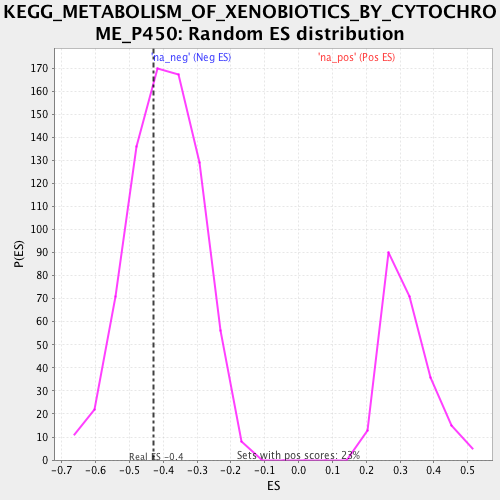 KEGG_METABOLISM_OF_XENOBIOTICS_BY_CYTOCHRO
ME_P450: Random ES distribution
'na_neg' (Neg ES)
'na_pos' (Pos ES)
170
160
150
140
130
120
110
100
90
80
70
60
50
40
30
20
10
0
P(ES)
Real ES -0.4
Sets with pos scores: 23%
-0.7 -0.6 -0.5 -0.4 -0.3 -0.2 -0.1 0.0 0.1 0.2 0.3 0.4 0.5
ES